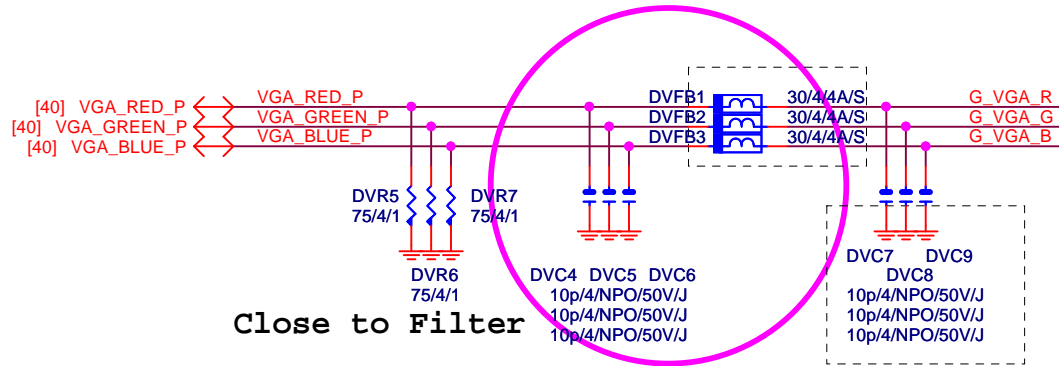 [40] VGA_RED_P VGA_RED_P DVFB1 30/4/4A/S G_VGA_R
[40] VGA_GREEN_P VGA_GREEN_P DVFB2 30/4/4A/S G_VGA_G
[40] VGA_BLUE_P VGA_BLUE_P DVFB3 30/4/4A/S G_VGA_B
DVR5 DVR7
75/4/1 75/4/1
DVR6
75/4/1
DVC4 DVC5 DVC6
10p/4/NPO/50V/J
10p/4/NPO/50V/J
10p/4/NPO/50V/J
DVC7 DVC9
DVC8
10p/4/NPO/50V/J
10p/4/NPO/50V/J
10p/4/NPO/50V/J
Close to Filter